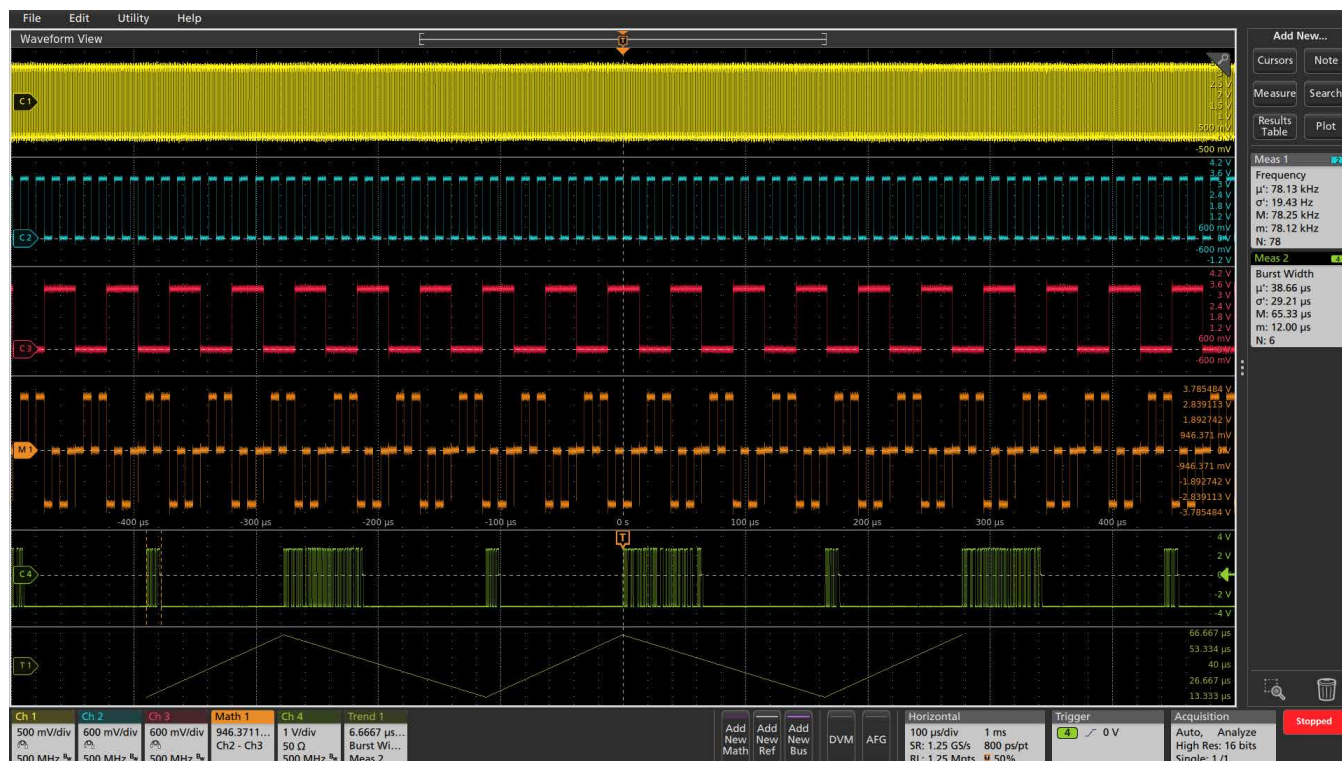 File Edit Utility Help
Waveform View
Add New...
Cursors Note
Measure Search
Results Table Plot
C1
2.5 V
2 V
1.5 V
1 V
500 mV
-500 mV
C2
4.2 V
3.6 V
3 V
2.4 V
1.8 V
1.2 V
600 mV
0 V
-600 mV
-1.2 V
C3
4.2 V
3.6 V
3 V
2.4 V
1.8 V
1.2 V
600 mV
-600 mV
M1
3.785484 V
2.839113 V
1.892742 V
946.371 mV
0 V
-946.371 mV
-1.892742 V
-2.839113 V
-3.785484 V
-400 µs -300 µs -200 µs -100 µs 0 s 100 µs 200 µs 300 µs 400 µs
T
C4
4 V
2 V
-2 V
-4 V
T1
66.667 µs
53.334 µs
40 µs
26.667 µs
13.333 µs
Meas 1 2
Frequency
µ': 78.13 kHz
σ': 19.43 Hz
M: 78.25 kHz
m: 78.12 kHz
N: 78
Meas 2 4
Burst Width
µ': 38.66 µs
σ': 29.21 µs
M: 65.33 µs
m: 12.00 µs
N: 6
Ch 1
500 mV/div
500 MHz Bw
Ch 2
600 mV/div
500 MHz Bw
Ch 3
600 mV/div
500 MHz Bw
Math 1
946.3711...
Ch2 - Ch3
Ch 4
1 V/div
50 Ω
500 MHz Bw
Trend 1
6.6667 µs...
Burst Wi...
Meas 2
Add New Math
Add New Ref
Add New Bus
DVM
AFG
Horizontal
100 µs/div 1 ms
SR: 1.25 GS/s 800 ps/pt
RL: 1.25 Mpts 50%
Trigger
4 0 V
Acquisition
Auto, Analyze
High Res: 16 bits
Single: 1/1
Stopped